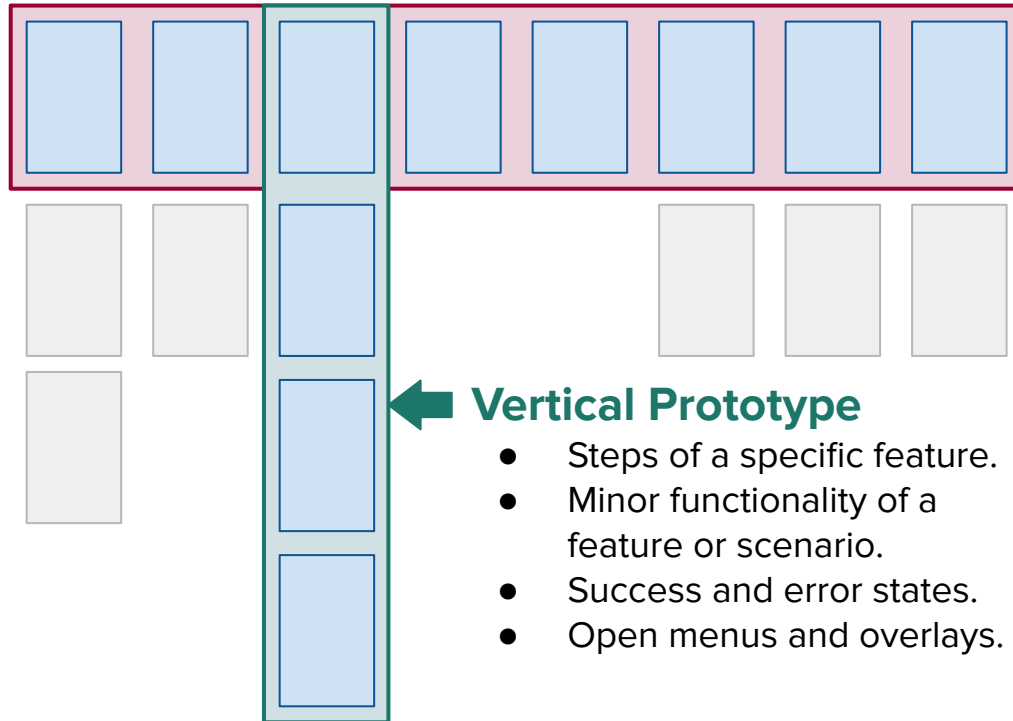 Vertical Prototype
● Steps of a specific feature.
● Minor functionality of a
feature or scenario.
● Success and error states.
● Open menus and overlays.